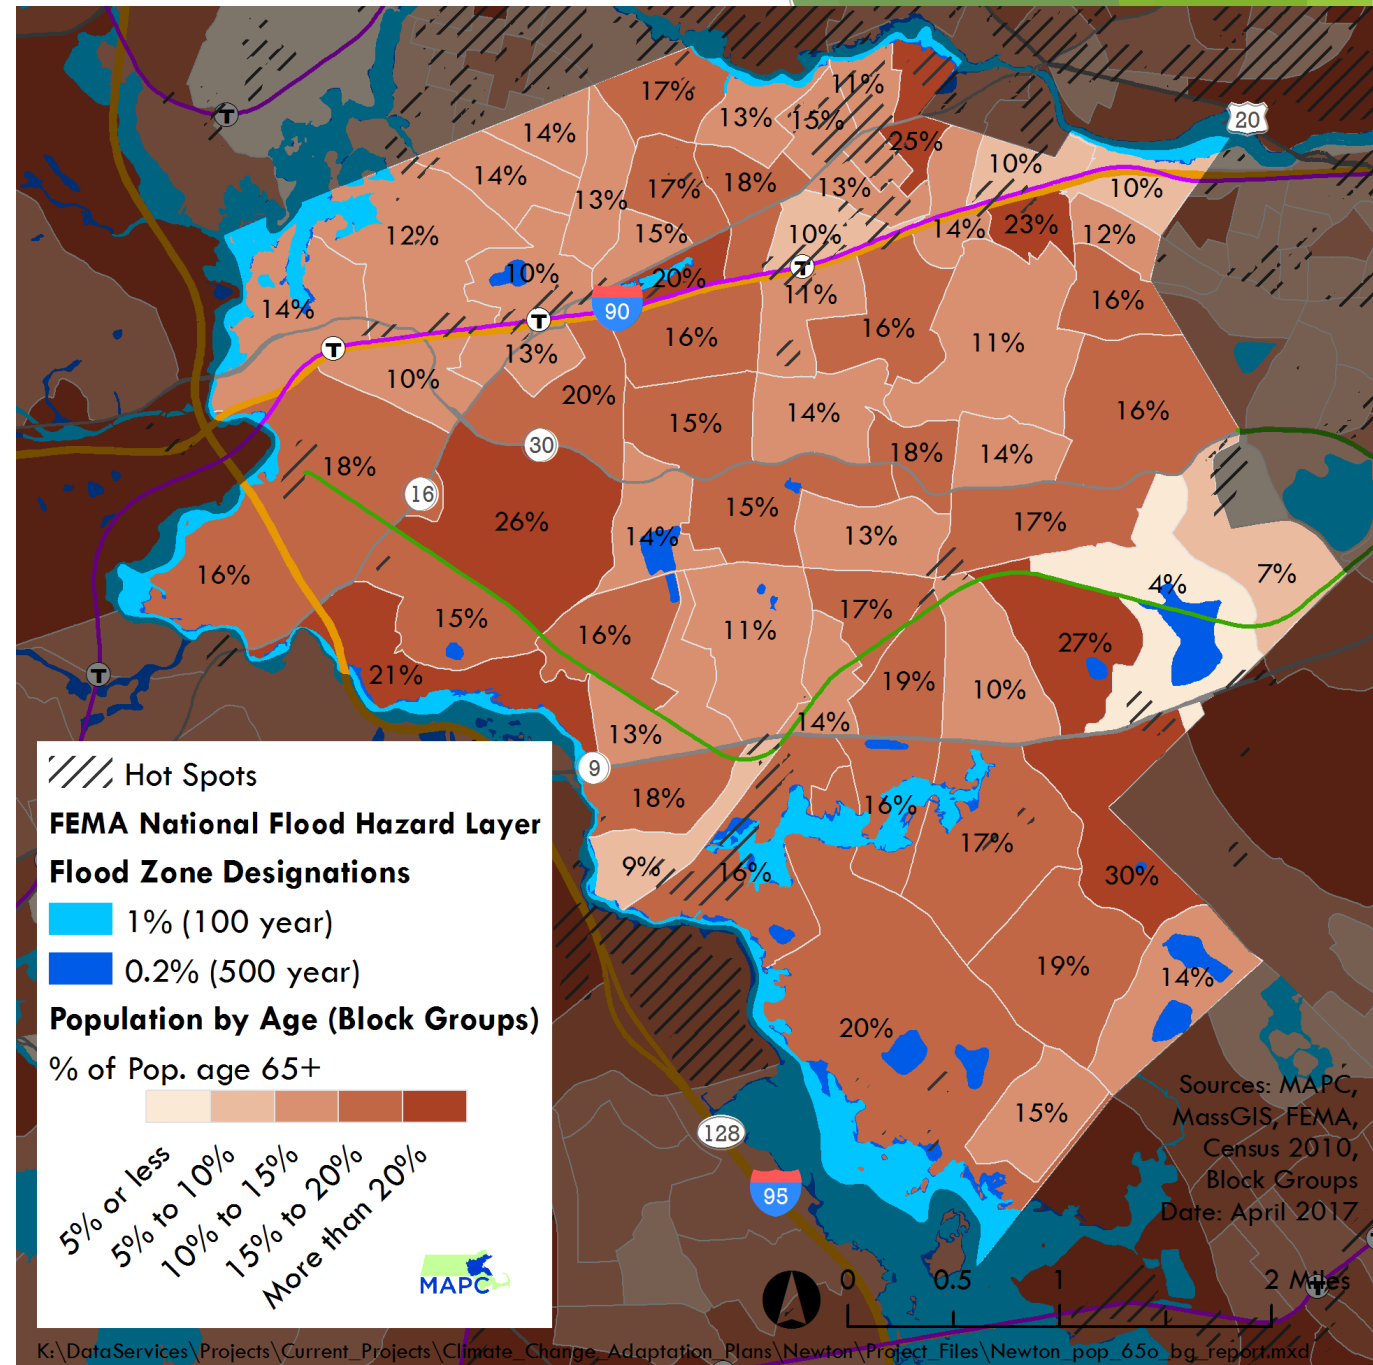 17%
11%
13%
15%
20
14%
25%
10%
14%
13%
17%
18%
13%
10%
12%
15%
10%
14%
23%
12%
14%
10%
20%
11%
16%
90
16%
16%
11%
13%
10%
20%
15%
14%
16%
30
18%
14%
18%
16
26%
14%
15%
13%
17%
16%
4%
7%
15%
16%
11%
17%
27%
21%
19%
10%
13%
14%
9
18%
16%
17%
9%
16%
30%
19%
14%
20%
15%
128
95
Hot Spots
FEMA National Flood Hazard Layer
Flood Zone Designations
1% (100 year)
0.2% (500 year)
Population by Age (Block Groups)
% of Pop. age 65+
5% or less
5% to 10%
10% to 15%
15% to 20%
More than 20%
MAPC
Sources: MAPC,
MassGIS, FEMA,
Census 2010,
Block Groups
Date: April 2017
0 0.5 1 2 Miles
T
T
T
T
T
T
K:\DataServices\Projects\Current_Projects\Climate_Change_Adaptation_Plans\Newton\Project_Files\Newton_pop_65o_bg_report.mxd